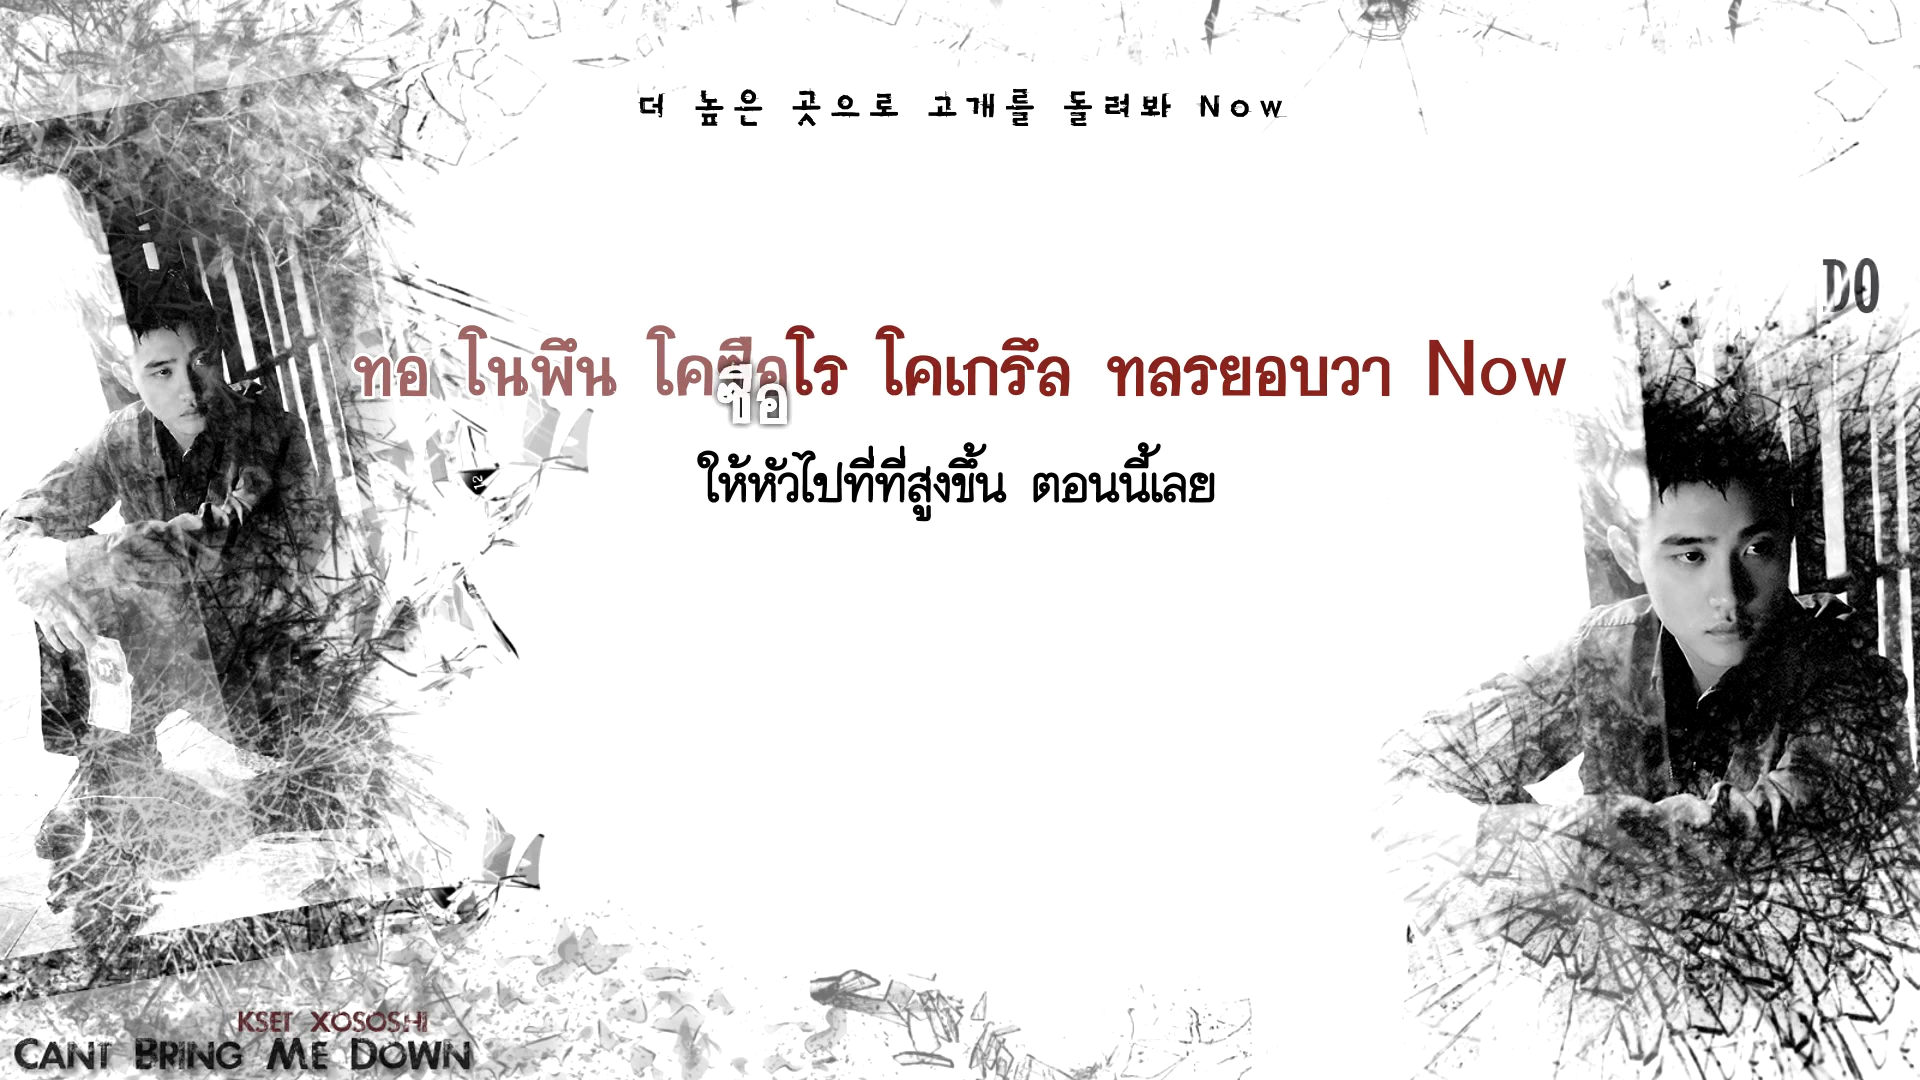 더 높은 곳으로 고개를 돌려봐 Now
DO
ทอ โนพึน โคซือโร โคเกรึล ทลรยอบวา Now
ซือ
ให้หัวไปที่ที่สูงขึ้น ตอนนี้เลย
KSET XOSOSHI
CANT BRING ME DOWN